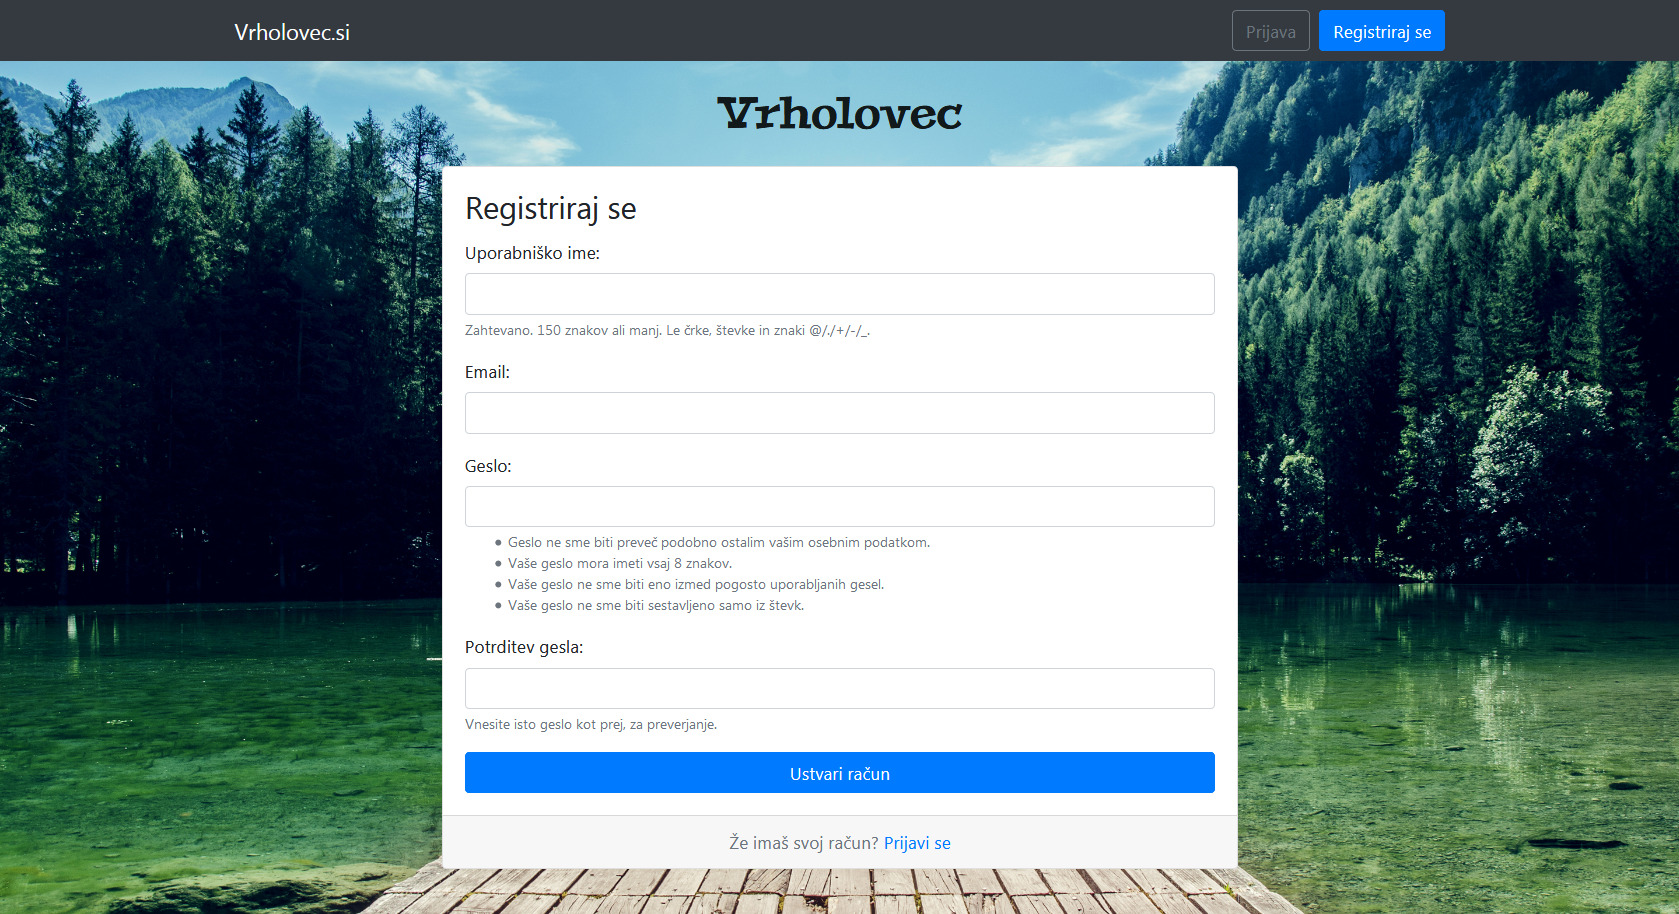 Vrholovec.si
Prijava
Registriraj se
Vrholovec
Registriraj se
Uporabniško ime:
Zahtevano. 150 znakov ali manj. Le črke, števke in znaki @/./+/-/_.
Email:
Geslo:
Geslo ne sme biti preveč podobno ostalim vašim osebnim podatkom.
Vaše geslo mora imeti vsaj 8 znakov.
Vaše geslo ne sme biti eno izmed pogosto uporabljanih gesel.
Vaše geslo ne sme biti sestavljeno samo iz števk.
Potrditev gesla:
Vnesite isto geslo kot prej, za preverjanje.
Ustvari račun
Že imaš svoj račun? Prijavi se